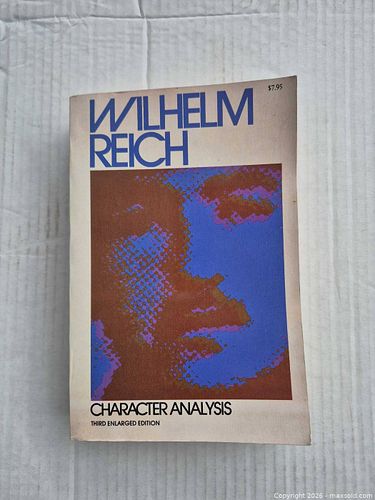 $7.95
WILHELM
REICH
CHARACTER ANALYSIS
THIRD ENLARGED EDITION
Copyright © 2026 - maxsold.com